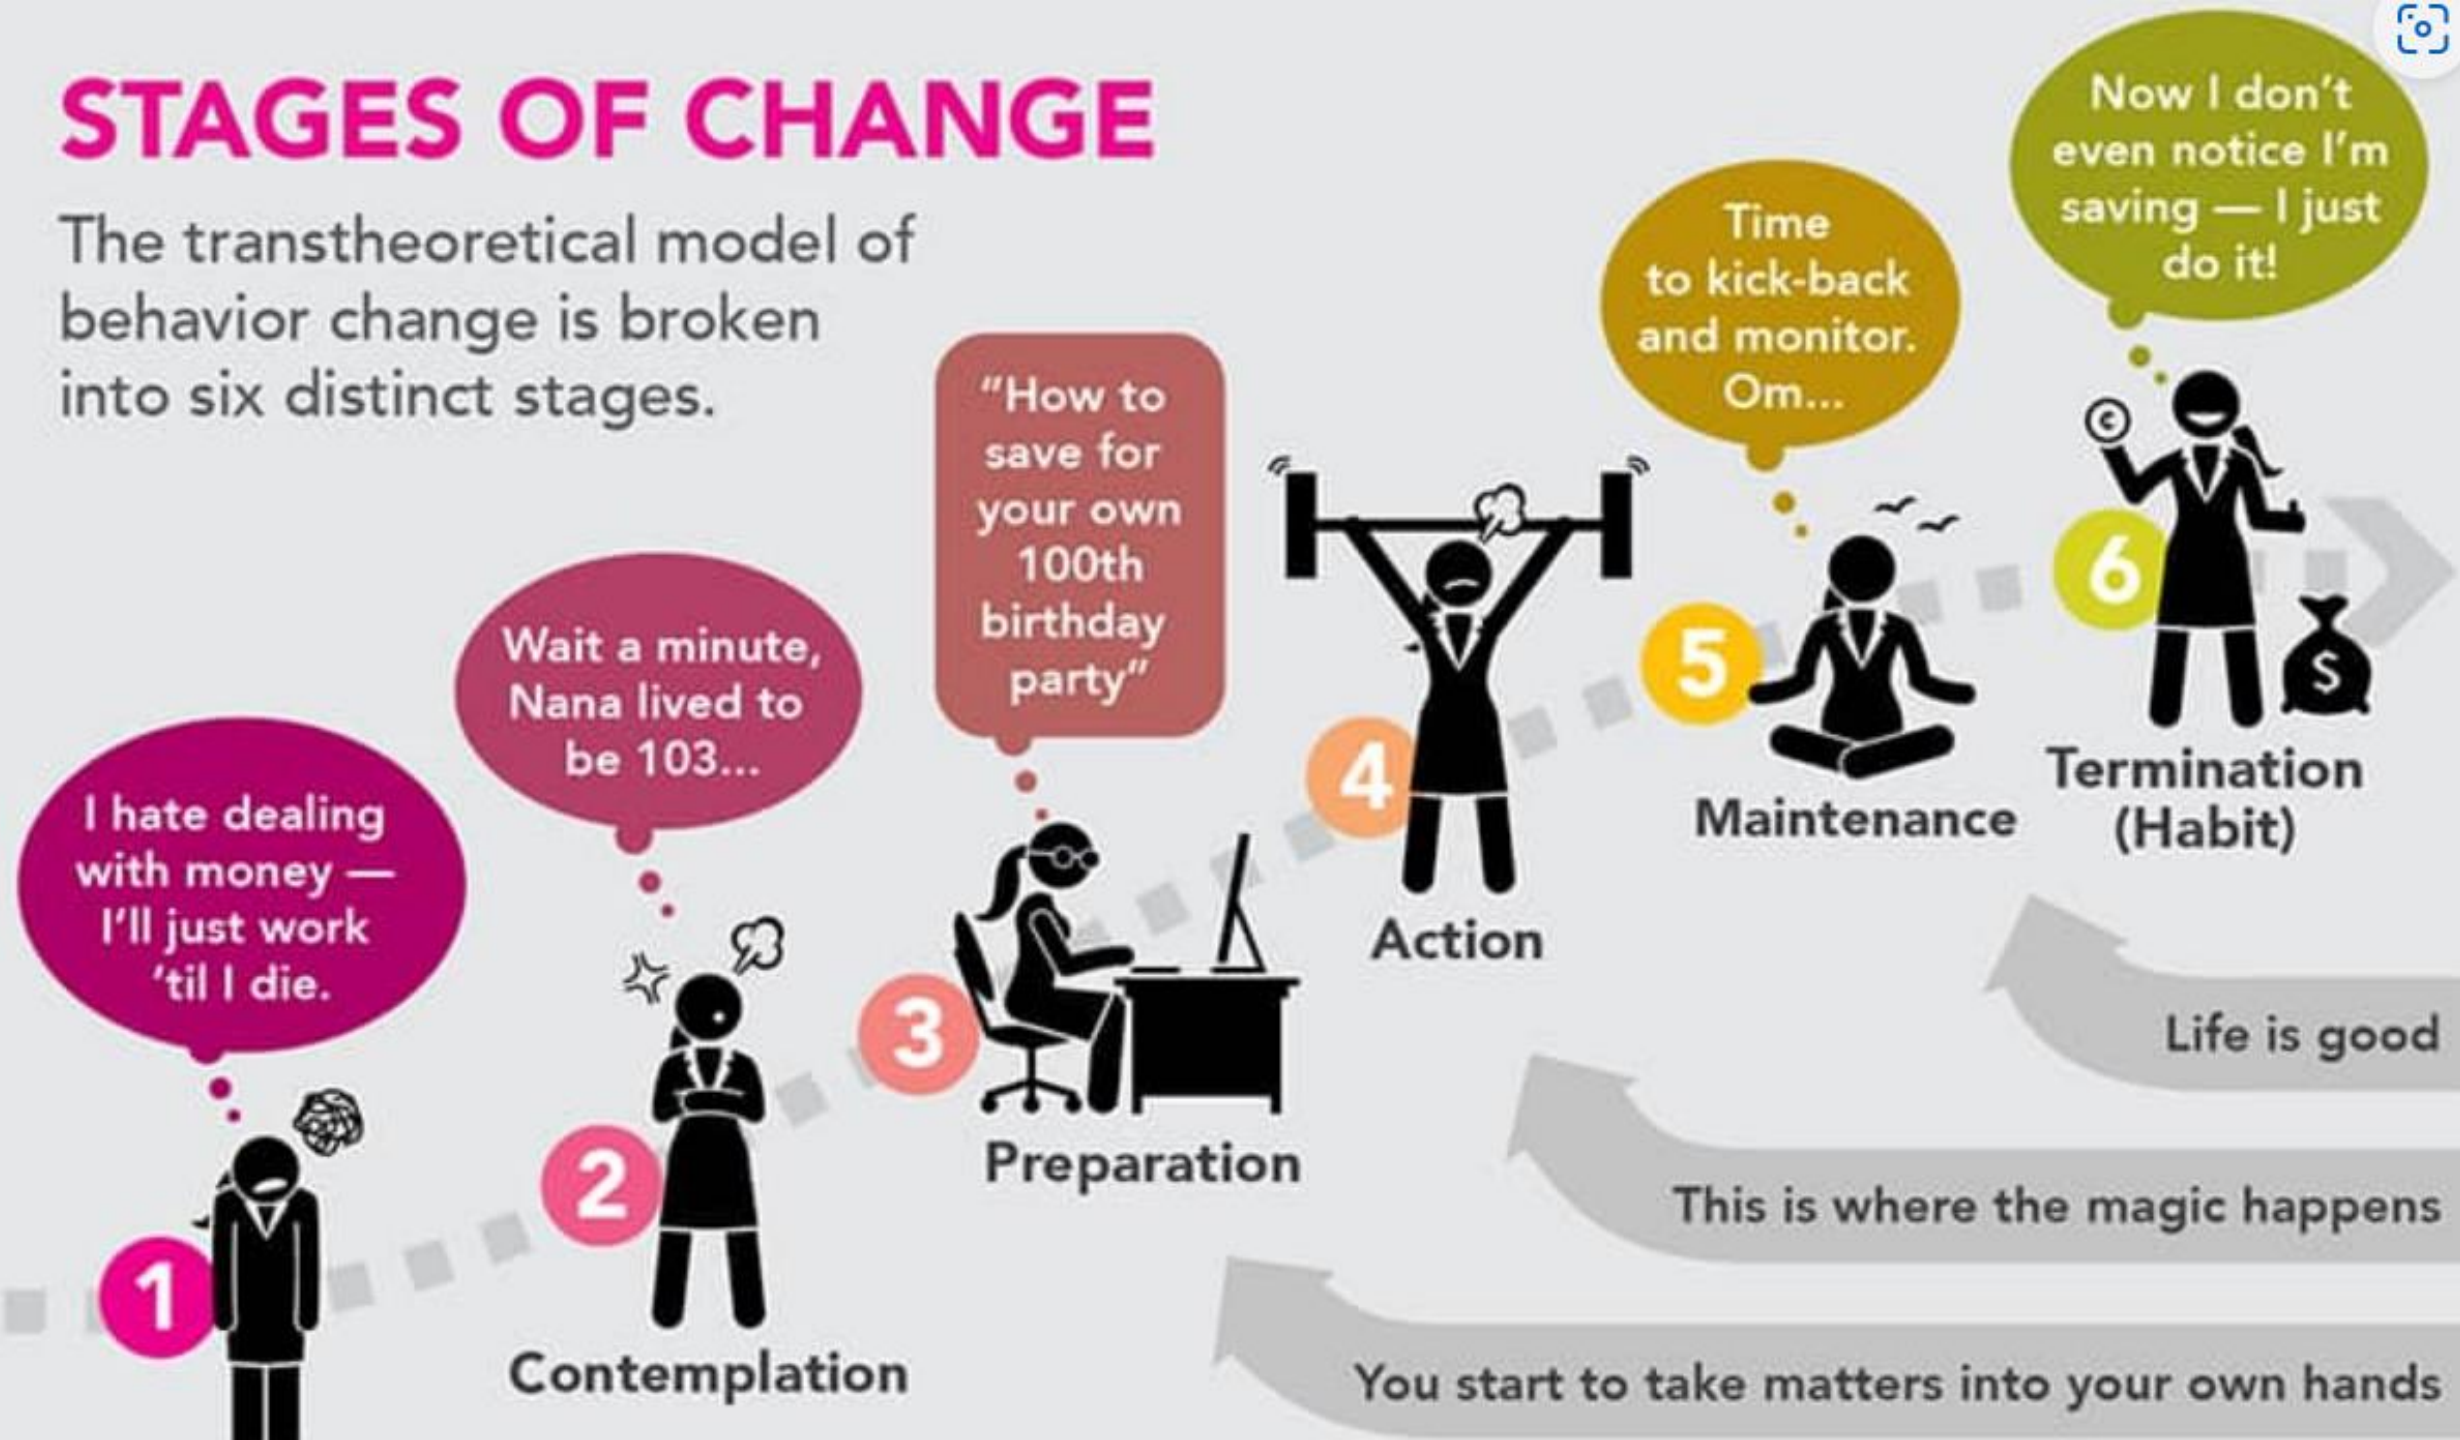 STAGES OF CHANGE
The transtheoretical model of
behavior change is broken
into six distinct stages.
I hate dealing
with money —
I'll just work
'til I die.
1
Wait a minute,
Nana lived to
be 103...
2
Contemplation
"How to
save for
your own
100th
birthday
party"
3
Preparation
4
Action
Time
to kick-back
and monitor.
Om...
5
Maintenance
Now I don't
even notice I'm
saving — I just
do it!
©
6
$
Termination
(Habit)
Life is good
This is where the magic happens
You start to take matters into your own hands